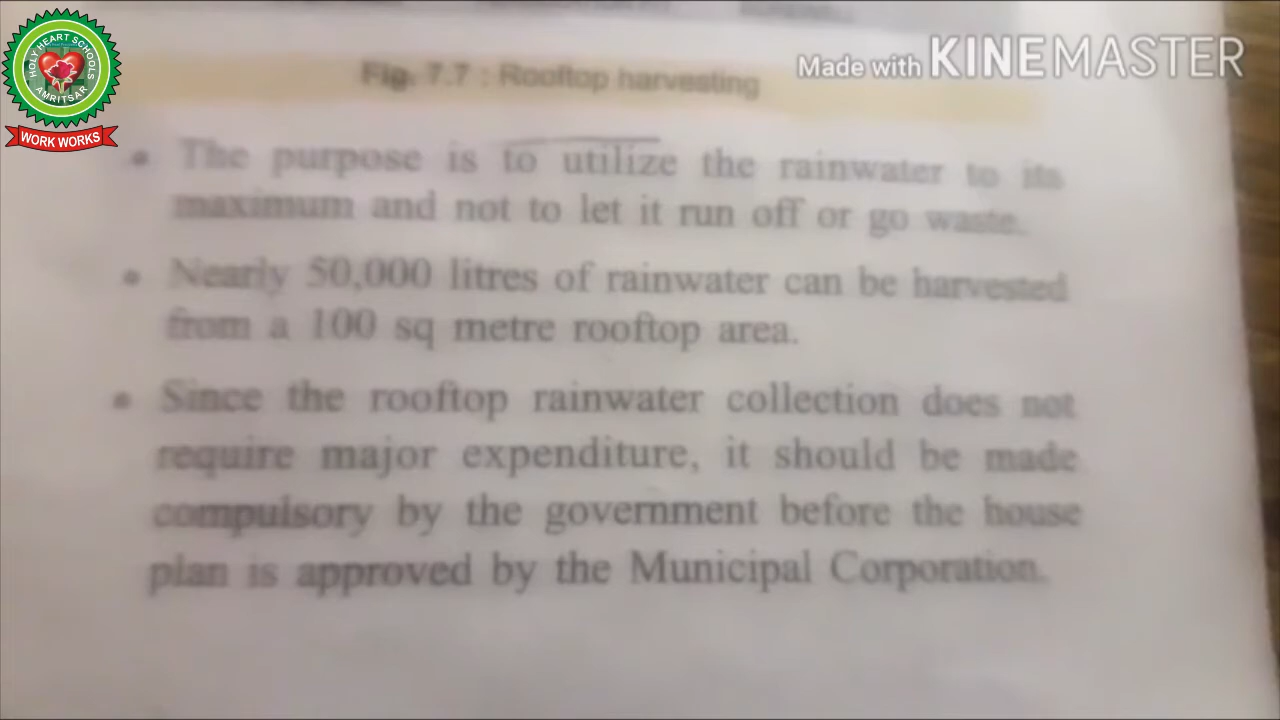 HOLY HEART SCHOOLS
AMRITSAR
WORK WORKS
Made with KINEMASTER
Fig. 7.7 : Rooftop harvesting
• The purpose is to utilize the rainwater to its
maximum and not to let it run off or go waste.
• Nearly 50,000 litres of rainwater can be harvested
from a 100 sq metre rooftop area.
• Since the rooftop rainwater collection does not
require major expenditure, it should be made
compulsory by the government before the house
plan is approved by the Municipal Corporation.